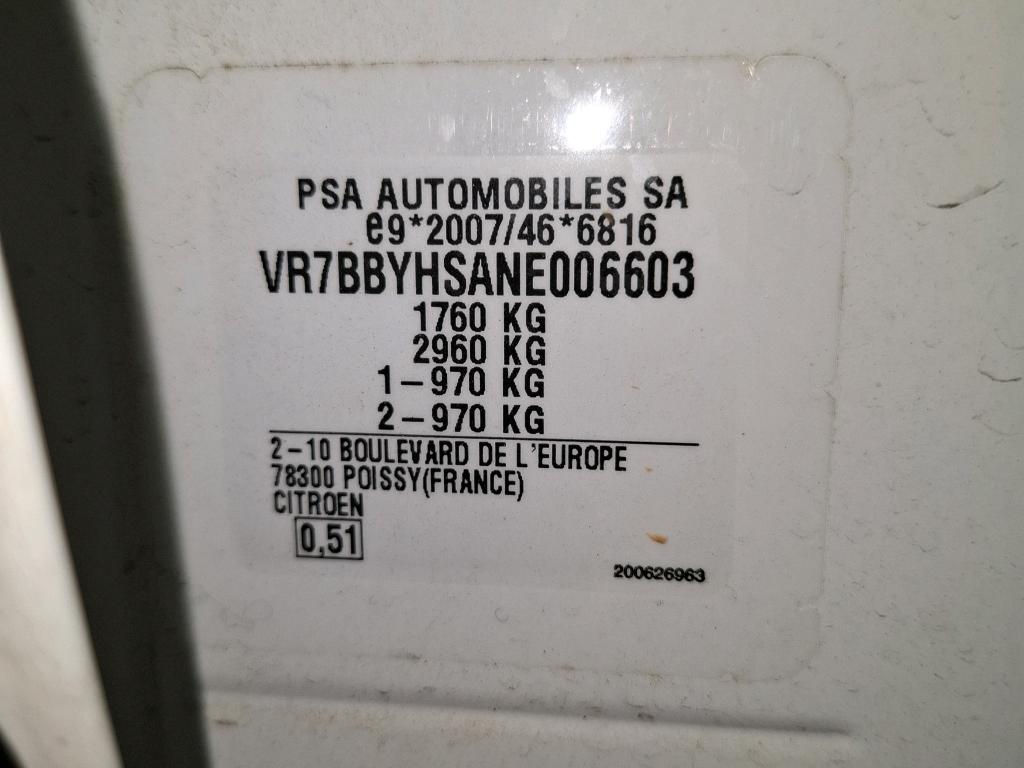 PSA AUTOMOBILES SA
e9*2007/46*6816
VR7BBYHSANE006603
1760 KG
2960 KG
1-970 KG
2-970 KG
2-10 BOULEVARD DE L'EUROPE
78300 POISSY(FRANCE)
CITROEN
0,51
200626963